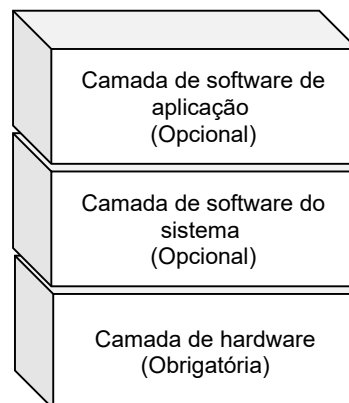 Camada de software de
aplicação
(Opcional)
Camada de software do
sistema
(Opcional)
Camada de hardware
(Obrigatória)